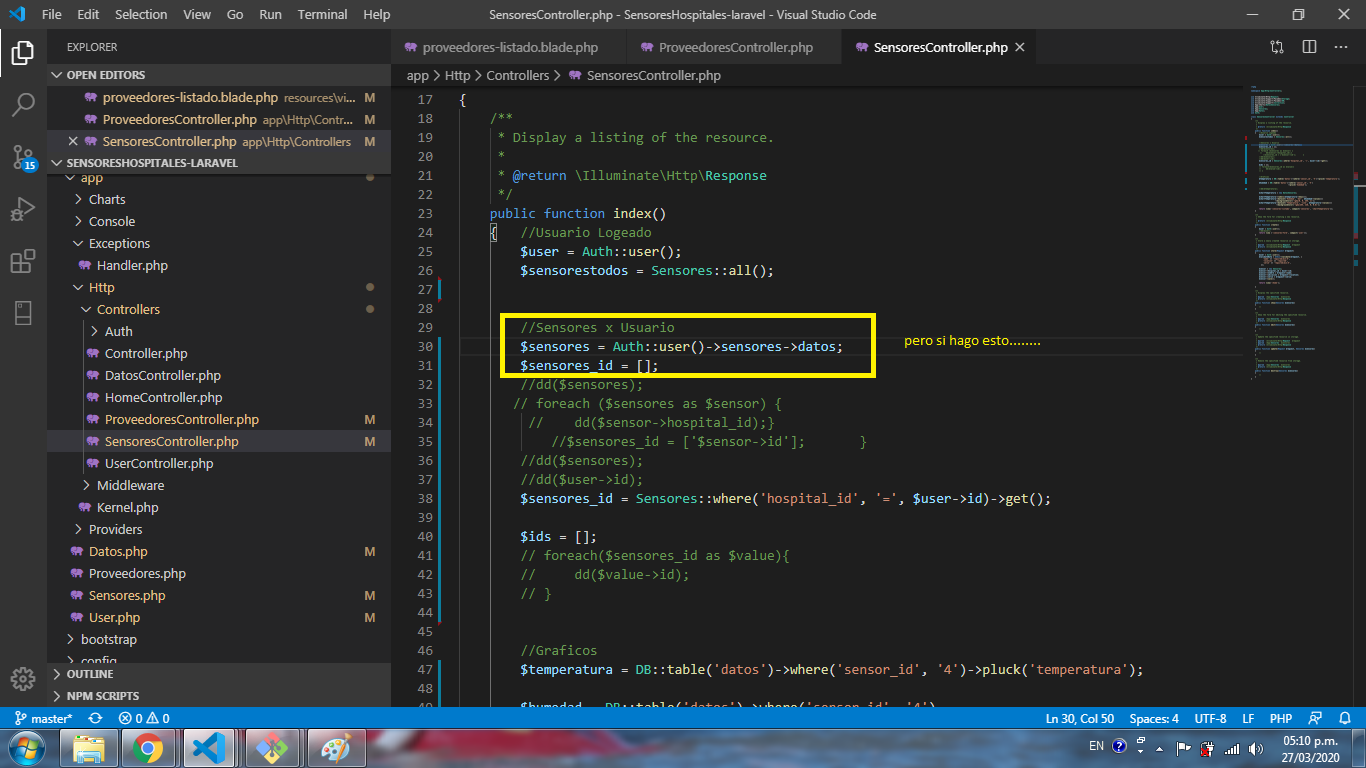 File Edit Selection View Go Run Terminal Help
SensoresController.php - SensoresHospitales-laravel - Visual Studio Code
EXPLORER
OPEN EDITORS
proveedores-listado.blade.php resources\vi... M
ProveedoresController.php app\Http\Contr... M
SensoresController.php app\Http\Controllers M
15
SENSORESHOSPITALES-LARAVEL
app
Charts
Console
Exceptions
Handler.php
Http
Controllers
Auth
Controller.php
DatosController.php
HomeController.php
ProveedoresController.php M
SensoresController.php M
UserController.php
Middleware
Kernel.php
Providers
Datos.php M
Proveedores.php
Sensores.php M
User.php M
bootstrap
config
OUTLINE
NPM SCRIPTS
proveedores-listado.blade.php ProveedoresController.php SensoresController.php
app > Http > Controllers > SensoresController.php
17 {
18 /**
19 * Display a listing of the resource.
20 *
21 * @return \Illuminate\Http\Response
22 */
23 public function index()
24 { //Usuario Logeado
25 $user = Auth::user();
26 $sensorestodos = Sensores::all();
27
28
29 //Sensores x Usuario
30 $sensores = Auth::user()->sensores->datos;
pero si hago esto........
31 $sensores_id = [];
32 //dd($sensores);
33 // foreach ($sensores as $sensor) {
34 // dd($sensor->hospital_id);}
35 //$sensores_id = ['$sensor->id']; }
36 //dd($sensores);
37 //dd($user->id);
38 $sensores_id = Sensores::where('hospital_id', '=', $user->id)->get();
39
40 $ids = [];
41 // foreach($sensores_id as $value){
42 // dd($value->id);
43 // }
44
45
46 //Graficos
47 $temperatura = DB::table('datos')->where('sensor_id', '4')->pluck('temperatura');
48
49 $humedad = DB::table('datos')->where('sensor_id', '4')
master* 0 0 Ln 30, Col 50 Spaces: 4 UTF-8 LF PHP
EN 05:10 p.m.
27/03/2020